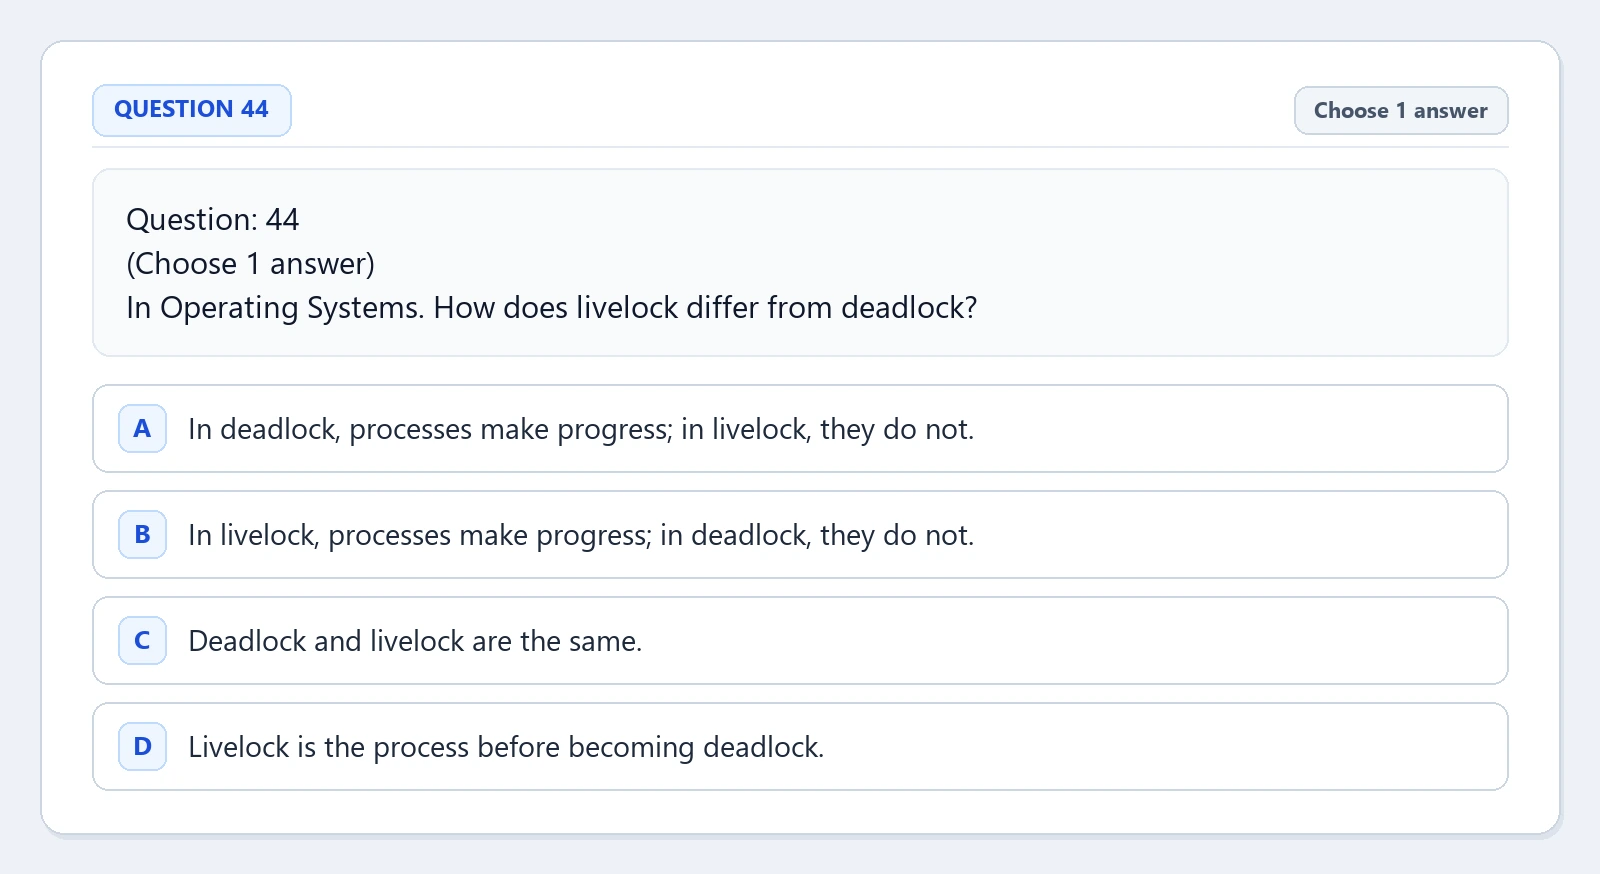 QUESTION 44
Choose 1 answer
Question: 44
(Choose 1 answer)
In Operating Systems. How does livelock differ from deadlock?
A In deadlock, processes make progress; in livelock, they do not.
B In livelock, processes make progress; in deadlock, they do not.
C Deadlock and livelock are the same.
D Livelock is the process before becoming deadlock.